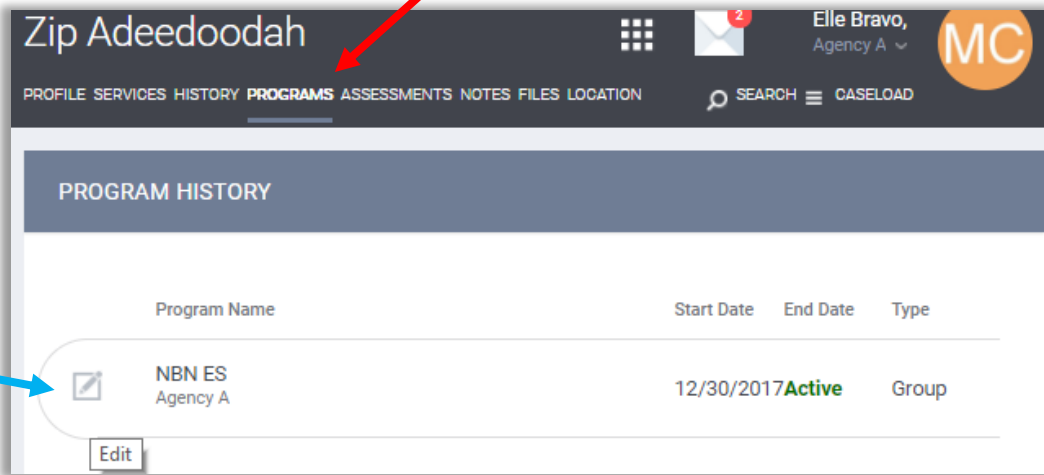 Zip Adeedoodah
2
Elle Bravo,
Agency A
MC
PROFILE SERVICES HISTORY PROGRAMS ASSESSMENTS NOTES FILES LOCATION SEARCH CASELOAD
PROGRAM HISTORY
Program Name Start Date End Date Type
NBN ES 12/30/2017 Active Group
Agency A
Edit